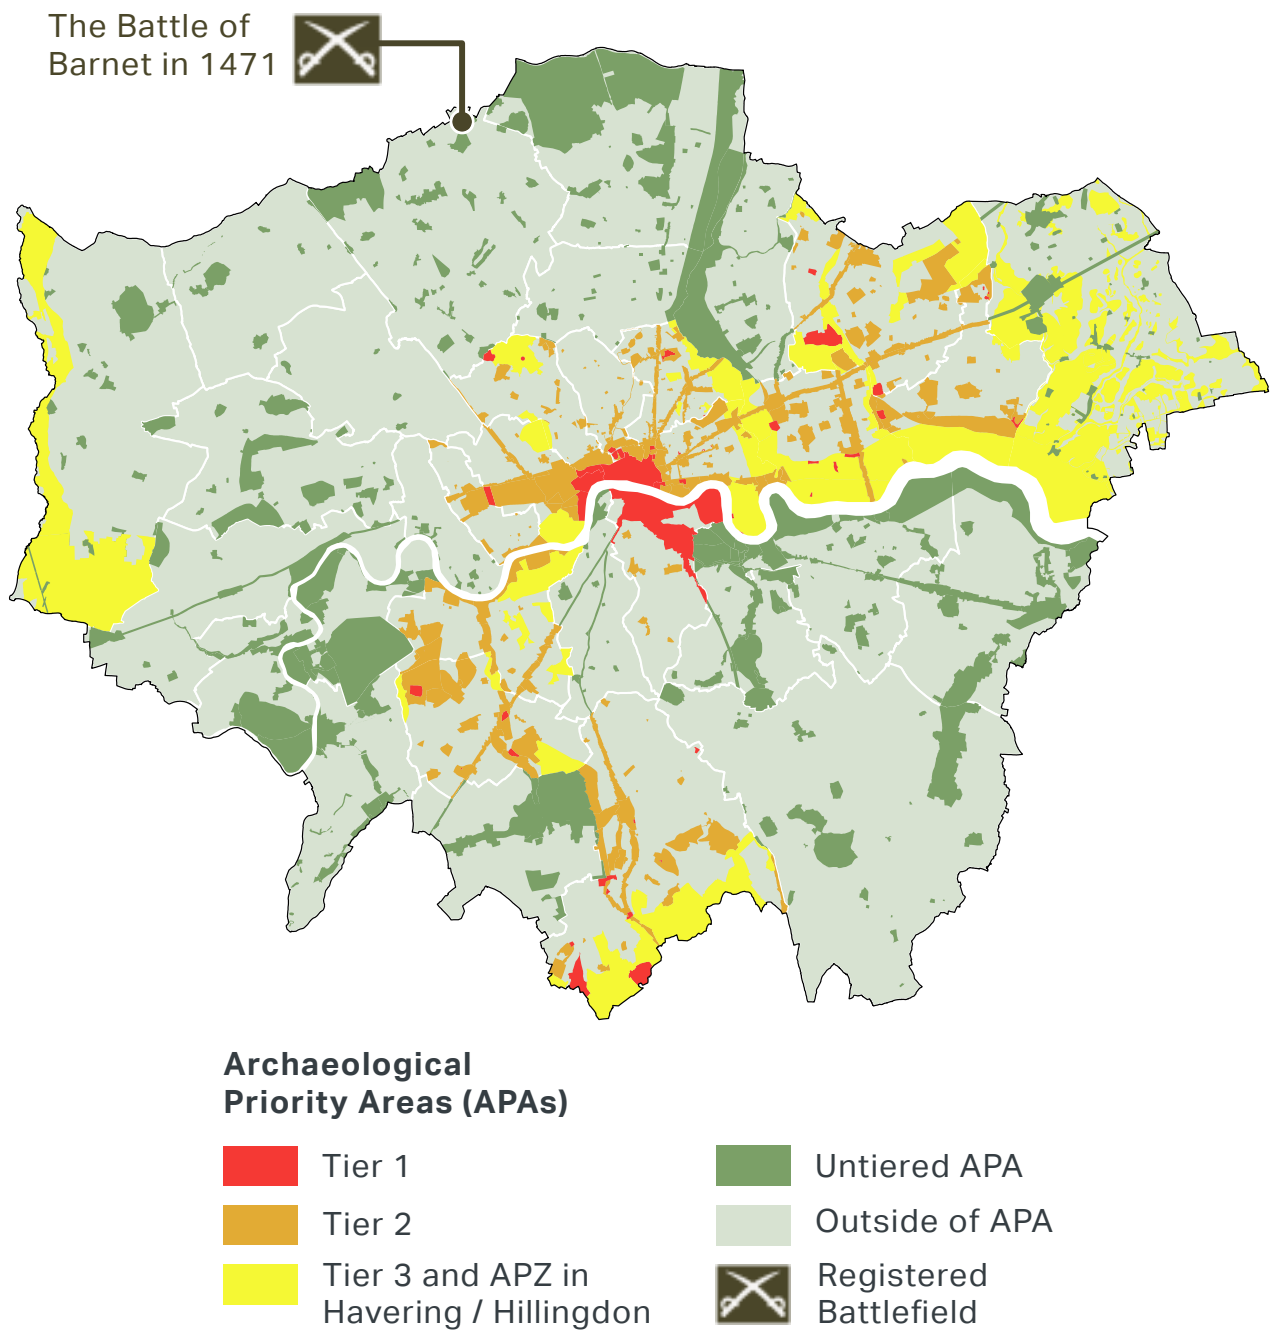 The Battle of
Barnet in 1471
Archaeological
Priority Areas (APAs)
Tier 1
Tier 2
Tier 3 and APZ in
Havering / Hillingdon
Untiered APA
Outside of APA
Registered
Battlefield